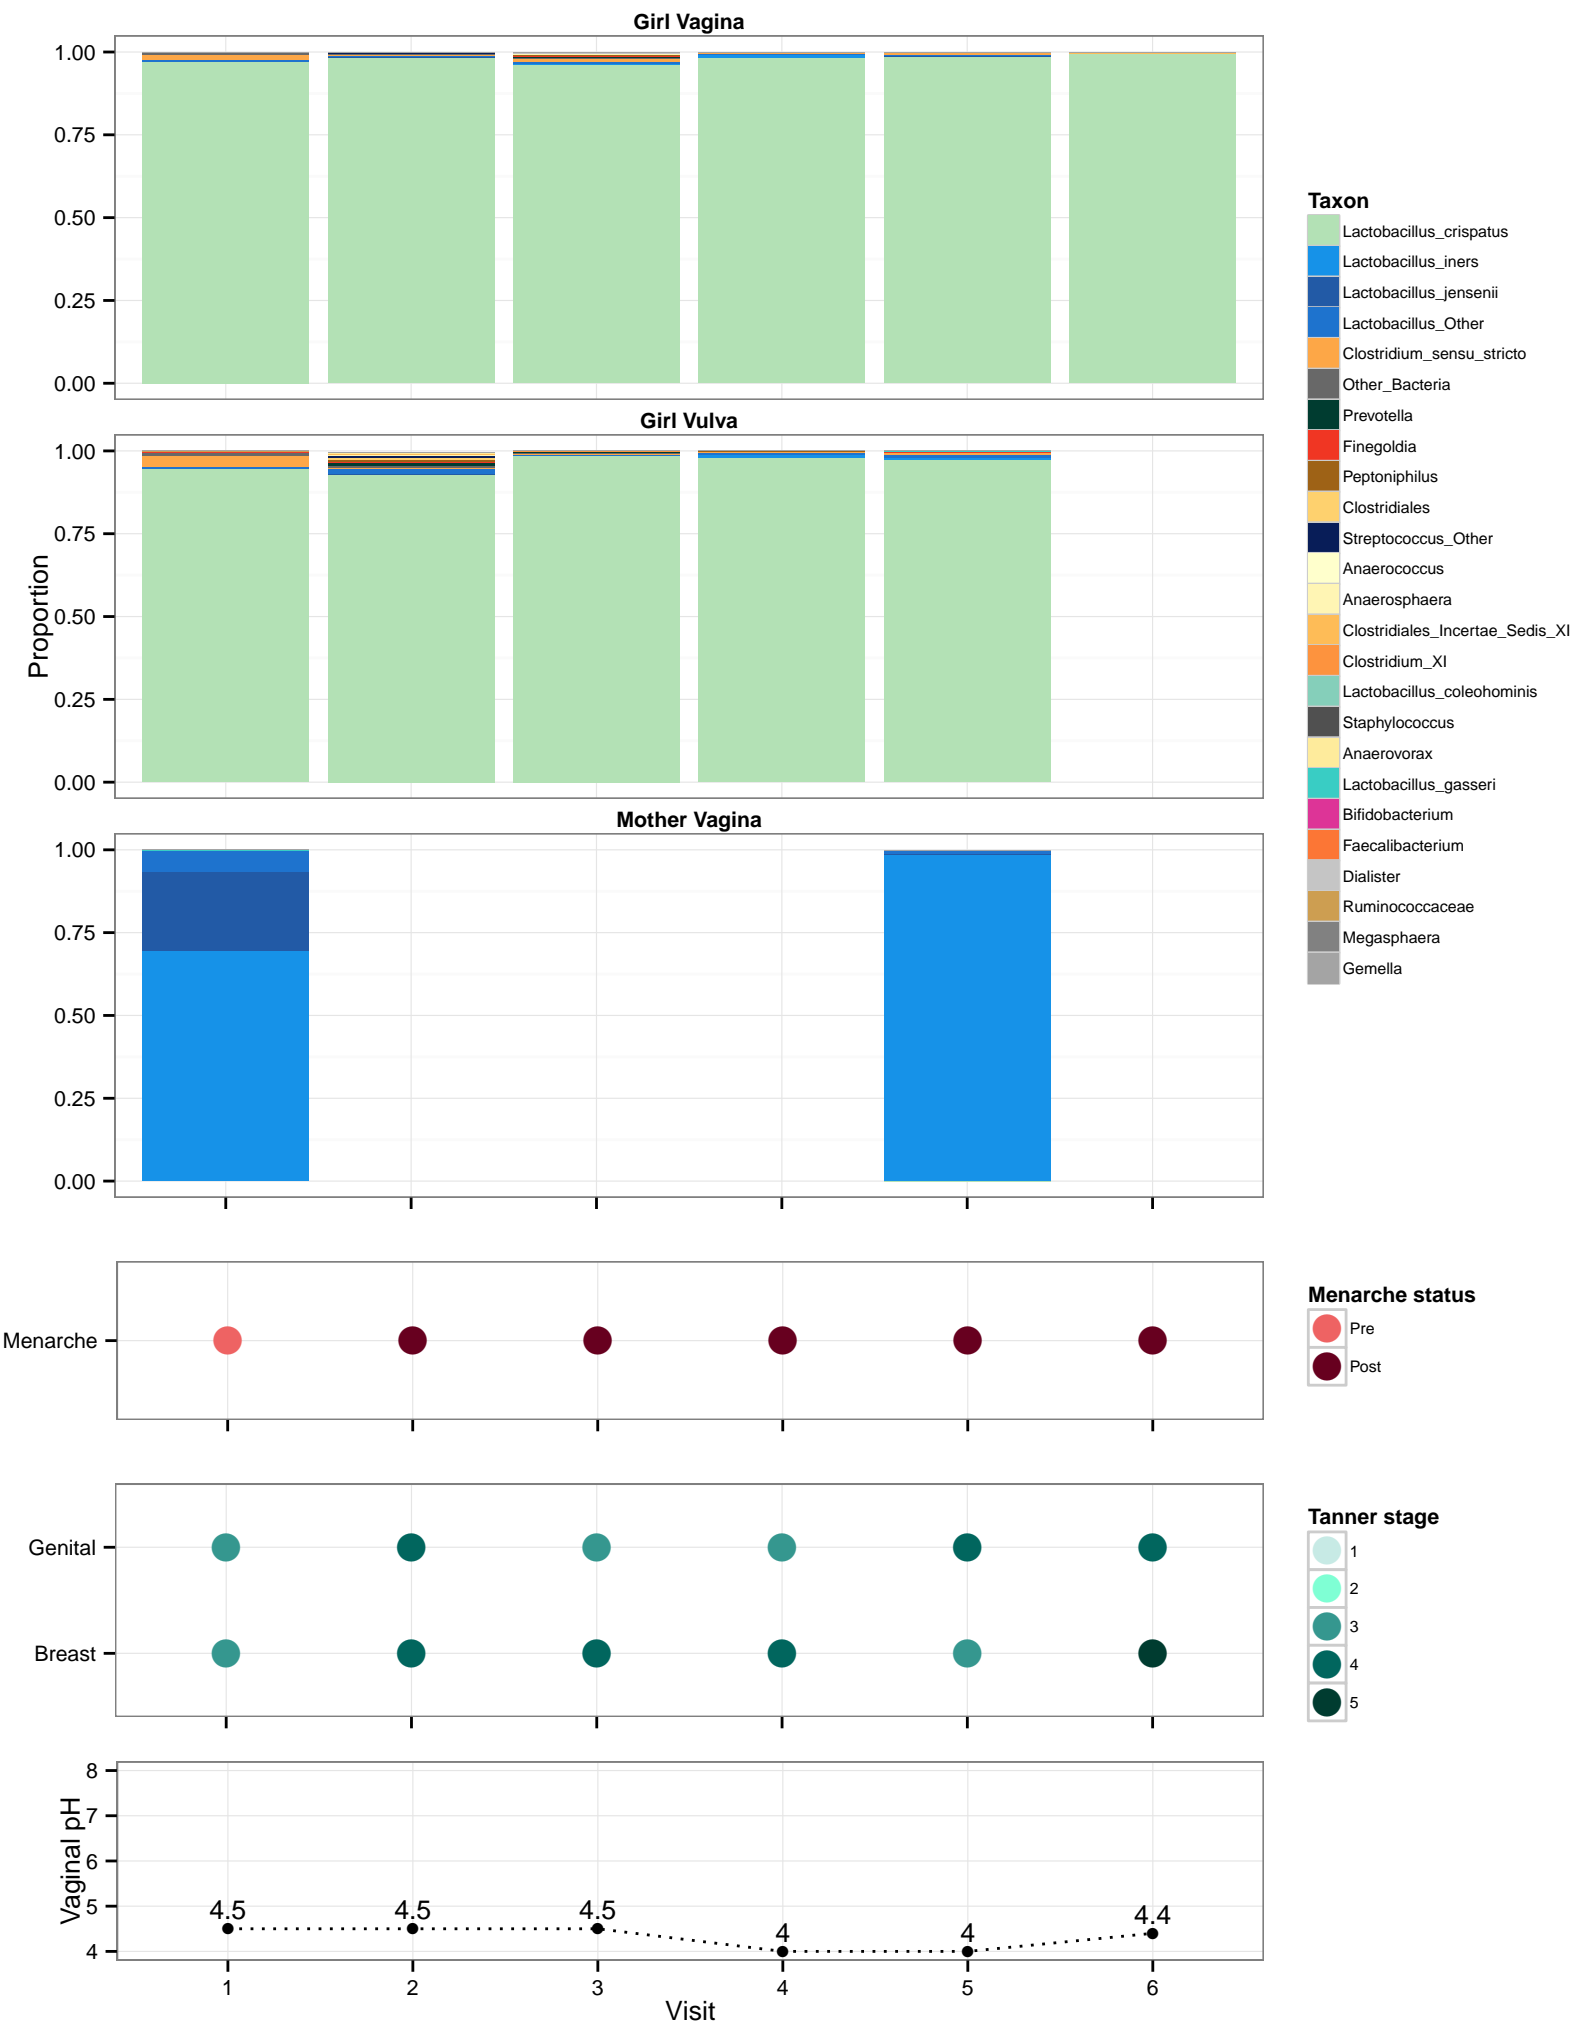 Girl Vagina
1.00
0.75
0.50
0.25
0.00
Girl Vulva
1.00
0.75
0.50
0.25
0.00
Proportion
Mother Vagina
1.00
0.75
0.50
0.25
0.00
Taxon
Lactobacillus_crispatus
Lactobacillus_iners
Lactobacillus_jensenii
Lactobacillus_Other
Clostridium_sensu_stricto
Other_Bacteria
Prevotella
Finegoldia
Peptoniphilus
Clostridiales
Streptococcus_Other
Anaerococcus
Anaerosphaera
Clostridiales_Incertae_Sedis_XI
Clostridium_XI
Lactobacillus_coleohominis
Staphylococcus
Anaerovorax
Lactobacillus_gasseri
Bifidobacterium
Faecalibacterium
Dialister
Ruminococcaceae
Megasphaera
Gemella
Menarche
Menarche status
Pre
Post
Genital
Breast
Tanner stage
1
2
3
4
5
Vaginal pH
8
7
6
5
4
4.5 4.5 4.5 4 4 4.4
1 2 3 4 5 6
Visit